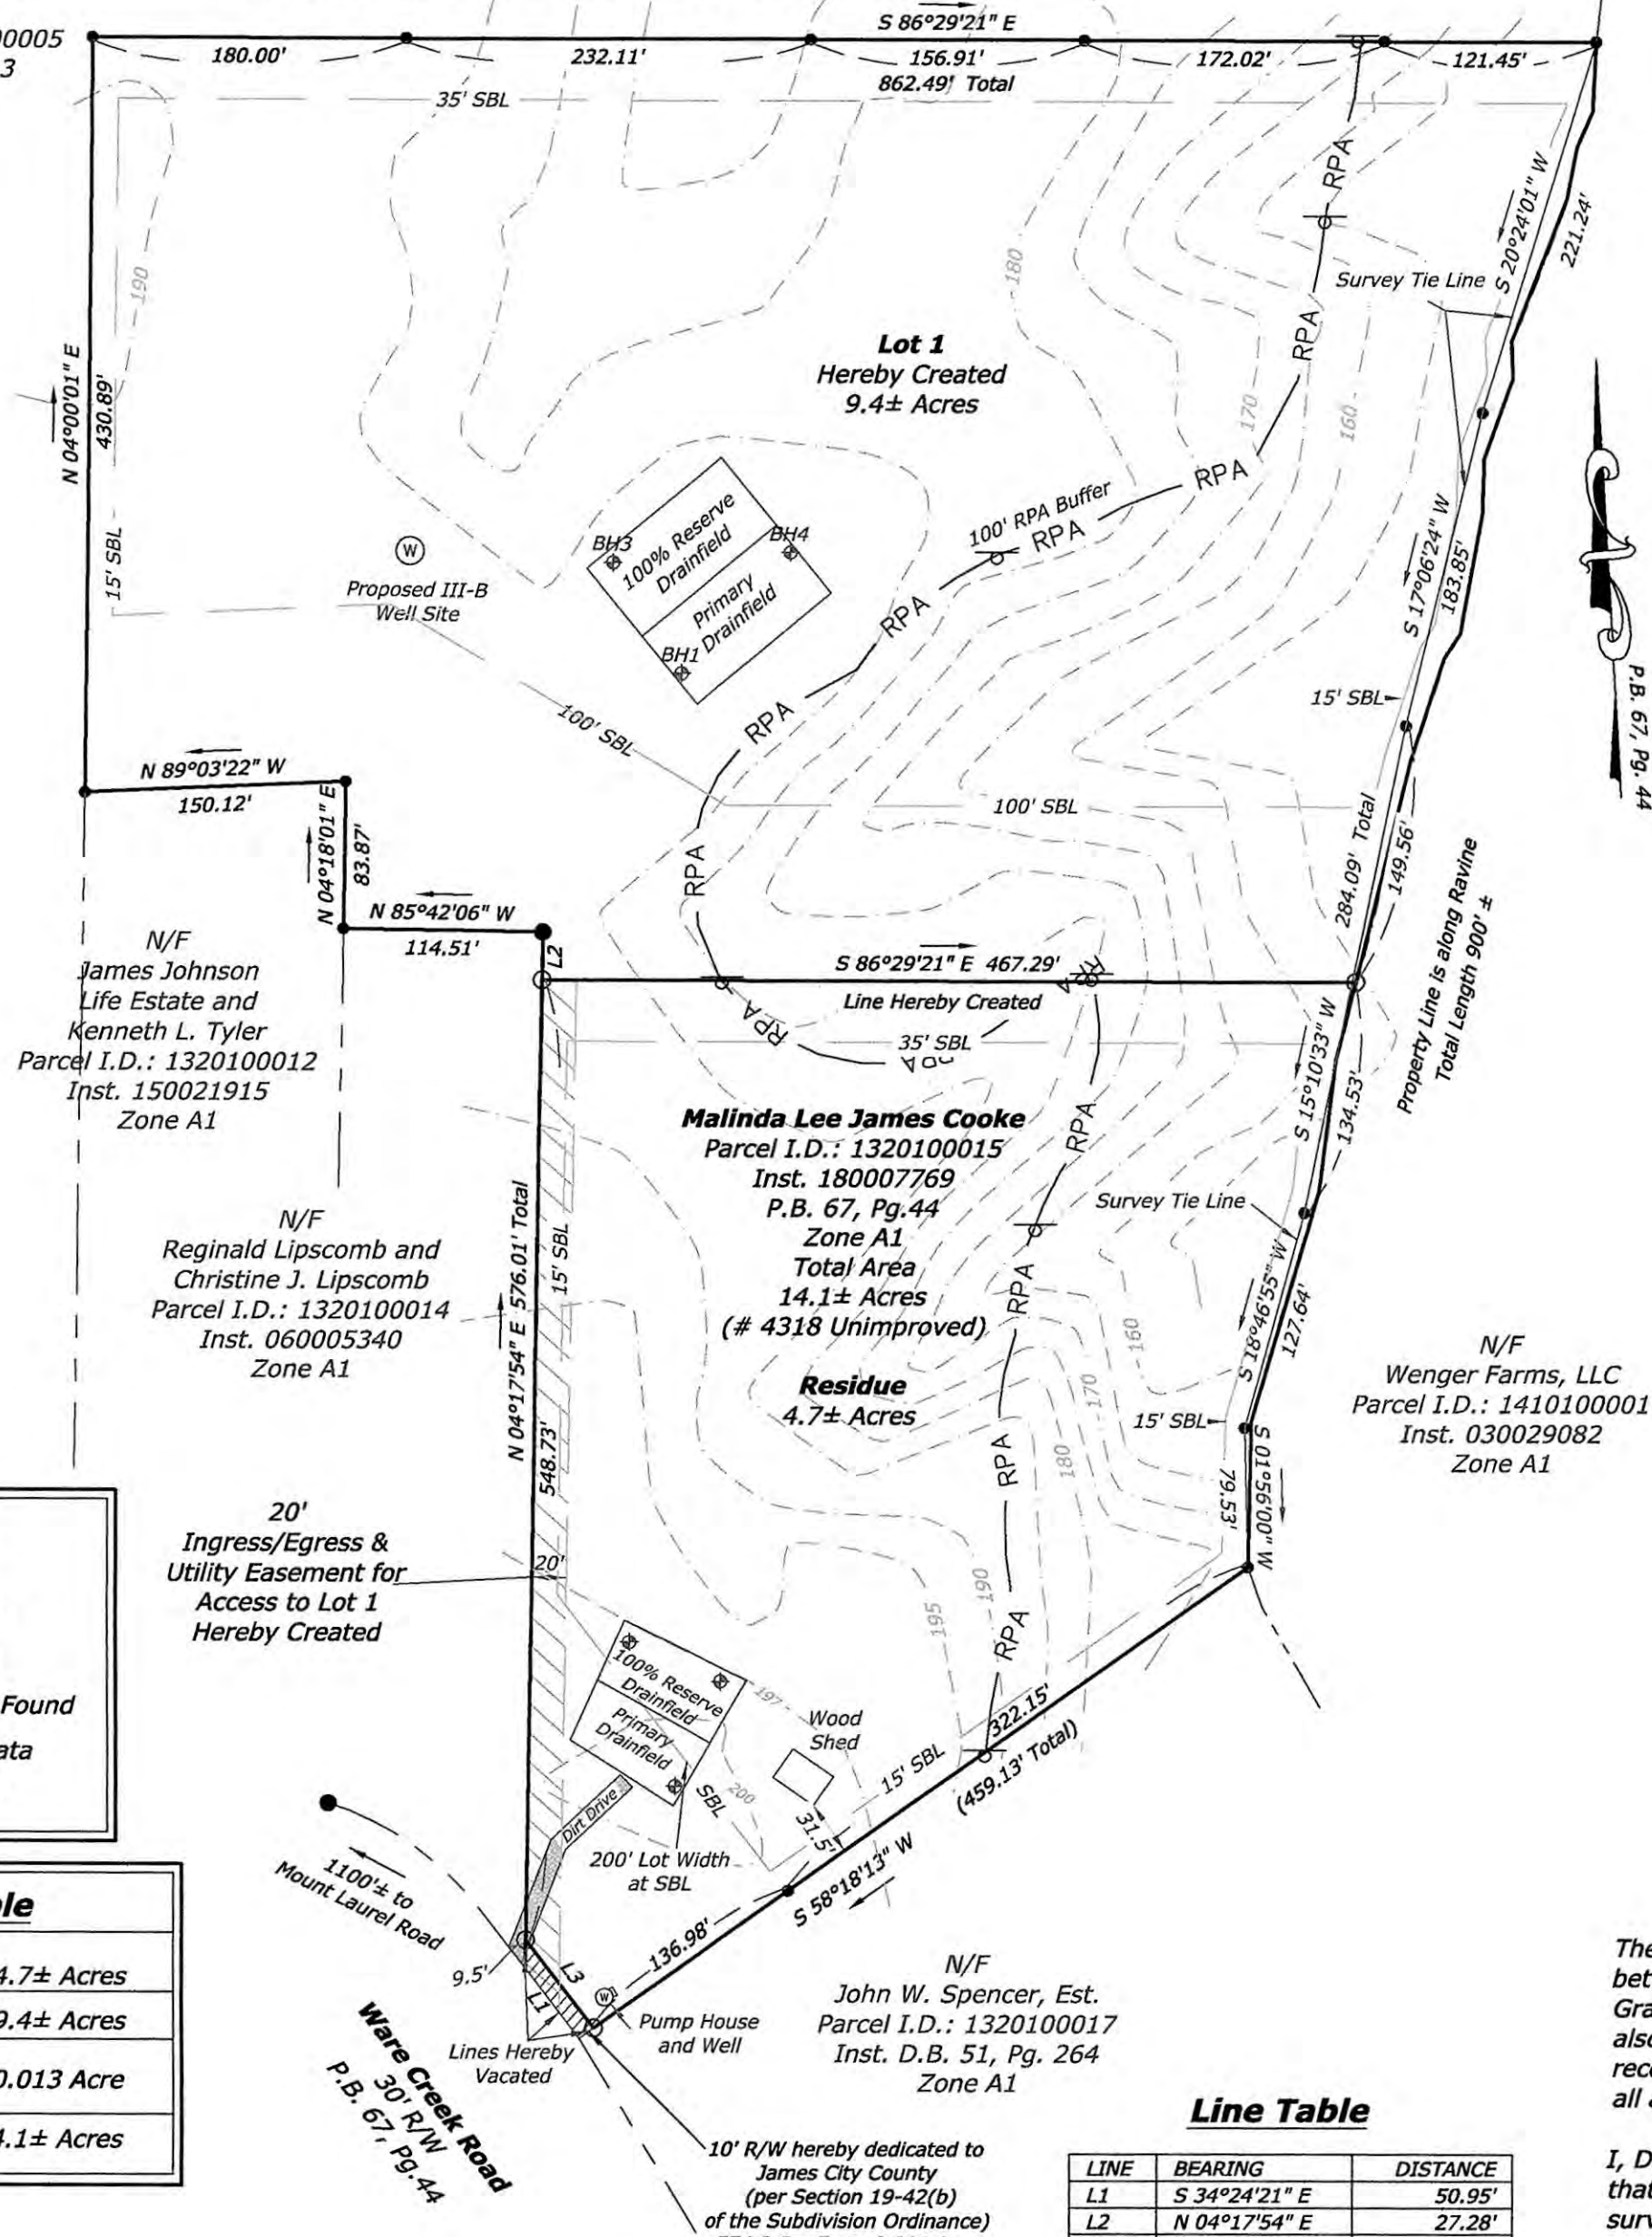 S 86°29'21" E
180.00'
232.11'
156.91'
172.02'
121.45'
862.49' Total
35' SBL
190
N 04°00'01" E
430.89'
15' SBL
180
RPA
RPA
Survey Tie Line
S 20°24'01" W
221.24'
Lot 1
Hereby Created
9.4± Acres
170
160
RPA
100' RPA Buffer
RPA
RPA
RPA
RPA
BH3
BH4
100% Reserve
Drainfield
Primary
Drainfield
BH1
W
Proposed III-B
Well Site
100' SBL
100' SBL
S 17°06'24" W
183.85'
15' SBL
P.B. 67, Pg. 44
N 89°03'22" W
150.12'
N 04°18'01" E
83.87'
N 85°42'06" W
114.51'
L2
284.09' Total
149.56'
Property Line is along Ravine
Total Length 900' ±
S 86°29'21" E 467.29'
Line Hereby Created
35' SBL
RPA
S 15°10'33" W
134.53'
N/F
James Johnson
Life Estate and
Kenneth L. Tyler
Parcel I.D.: 1320100012
Inst. 150021915
Zone A1
Malinda Lee James Cooke
Parcel I.D.: 1320100015
Inst. 180007769
P.B. 67, Pg.44
Zone A1
Total Area
14.1± Acres
(# 4318 Unimproved)
Residue
4.7± Acres
RPA
RPA
RPA
RPA
Survey Tie Line
S 18°46'55" W
127.64'
160
170
180
190
195
15' SBL
S 01°56'00" W
79.53'
N/F
Reginald Lipscomb and
Christine J. Lipscomb
Parcel I.D.: 1320100014
Inst. 060005340
Zone A1
N 04°17'54" E 576.01' Total
15' SBL
548.73'
N/F
Wenger Farms, LLC
Parcel I.D.: 1410100001
Inst. 030029082
Zone A1
20'
Ingress/Egress &
Utility Easement for
Access to Lot 1
Hereby Created
20'
100% Reserve
Drainfield
Primary
Drainfield
197
200
Wood
Shed
SBL
Dirt Drive
15' SBL
31.5'
322.15'
(459.13' Total)
S 58°18'13" W
136.98'
200' Lot Width
at SBL
Found
1100'± to
Mount Laurel Road
9.5'
L3
L1
W
Pump House
and Well
Lines Hereby
Vacated
Ware Creek Road
30' R/W
P.B. 67, Pg.44
N/F
John W. Spencer, Est.
Parcel I.D.: 1320100017
Inst. D.B. 51, Pg. 264
Zone A1
10' R/W hereby dedicated to
James City County
(per Section 19-42(b)
of the Subdivision Ordinance)
4.7± Acres
9.4± Acres
0.013 Acre
Line Table
LINE BEARING DISTANCE
L1 S 34°24'21" E 50.95'
L2 N 04°17'54" E 27.28'
also
all
I, D
that